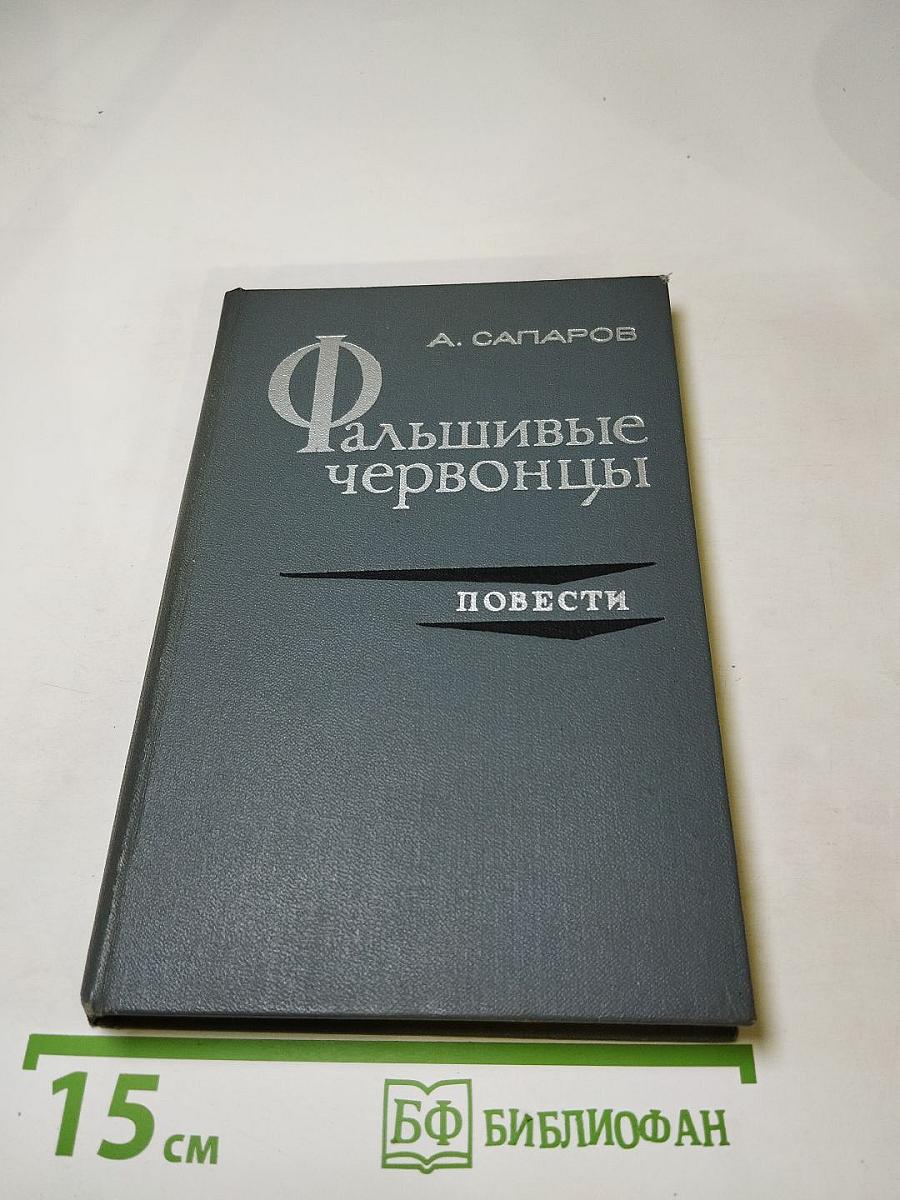 А. САПАРОВ
Фальшивые
червонцы
ПОВЕСТИ
15 см
БФ БИБЛИОФАН